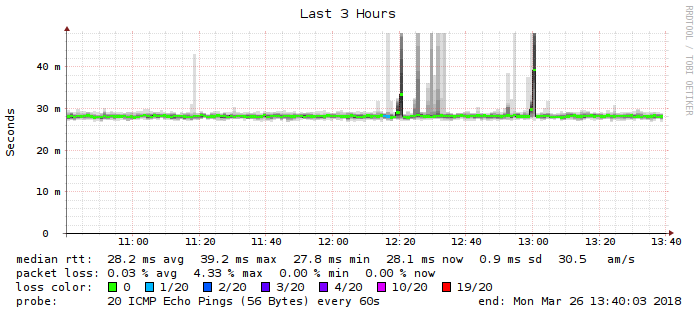 Last 3 Hours
RRDTOOL / TOBI OETIKER
Seconds
40 m
30 m
20 m
10 m
0
11:00 11:20 11:40 12:00 12:20 12:40 13:00 13:20 13:40
median rtt: 28.2 ms avg 39.2 ms max 27.8 ms min 28.1 ms now 0.9 ms sd 30.5 am/s
packet loss: 0.03 % avg 4.33 % max 0.00 % min 0.00 % now
loss color: 0 1/20 2/20 3/20 4/20 10/20 19/20
probe: 20 ICMP Echo Pings (56 Bytes) every 60s end: Mon Mar 26 13:40:03 2018